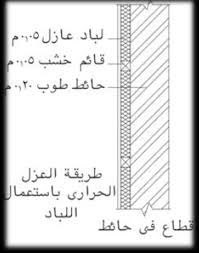 لباد عازل ٠,٠٥م
قائم خشب ٠,٠٥م
حائط طوب ٠,٢٠م
طريقة العزل
الحرارى باستعمال
اللباد
قطاع فى حائط